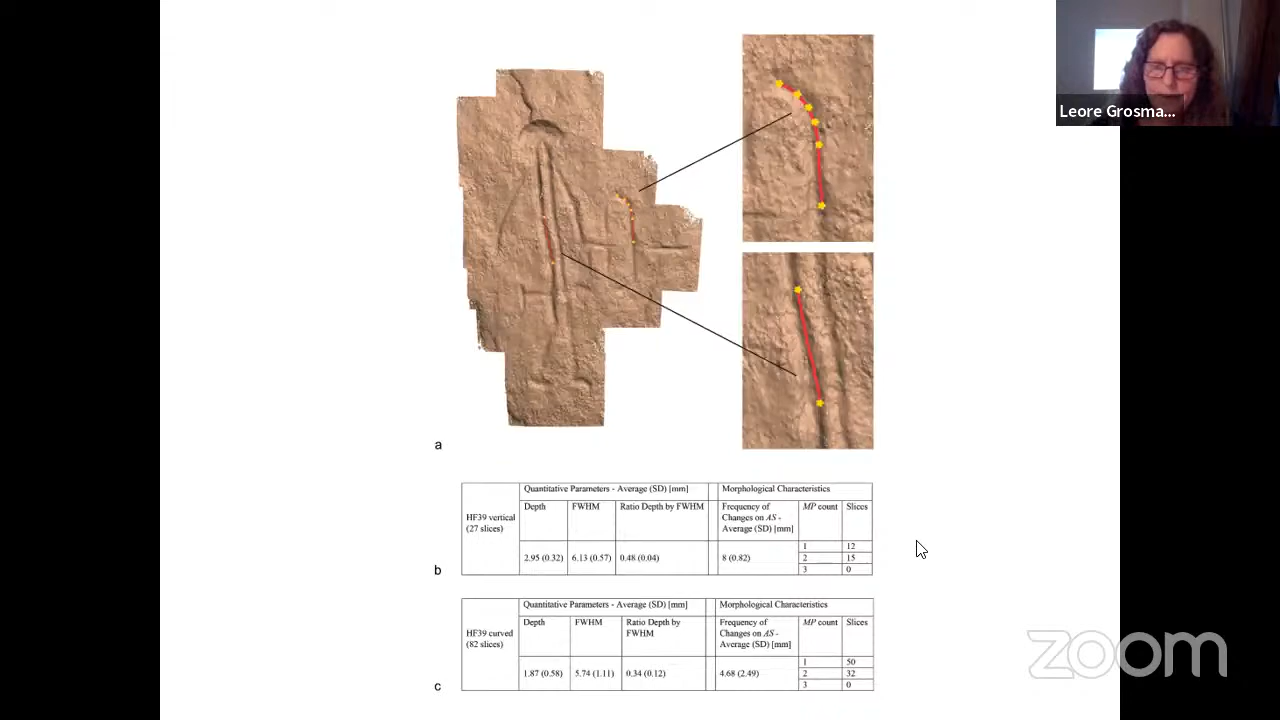 Leore Grosma...
a
Quantitative Parameters - Average (SD) [mm]
Morphological Characteristics
HF39 vertical
(27 slices)
Depth
FWHM
Ratio Depth by FWHM
Frequency of
Changes on AS -
Average (SD) [mm]
MP count
Slices
2.95 (0.32)
6.13 (0.57)
0.48 (0.04)
8 (0.82)
1 12
2 15
3 0
b
Quantitative Parameters - Average (SD) [mm]
Morphological Characteristics
HF39 curved
(82 slices)
Depth
FWHM
Ratio Depth by
FWHM
Frequency of
Changes on AS -
Average (SD) [mm]
MP count
Slices
1.87 (0.58)
5.74 (1.11)
0.34 (0.12)
4.68 (2.49)
1 50
2 32
3 0
c
zoom